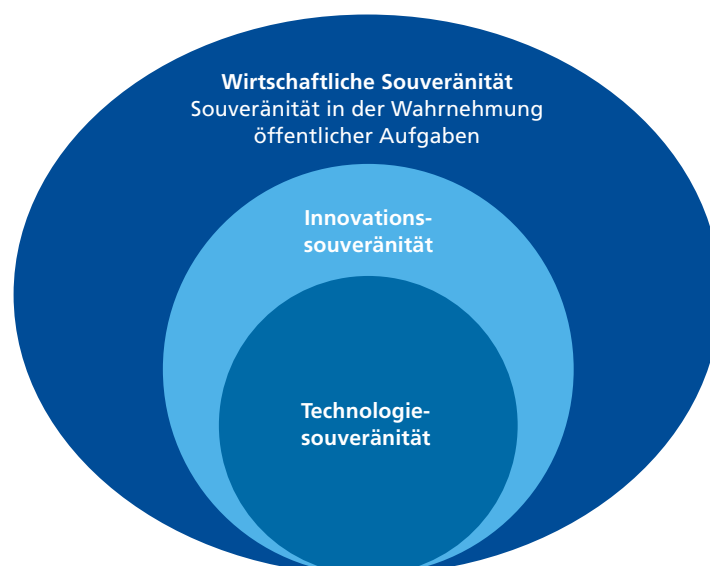 Wirtschaftliche Souveränität
Souveränität in der Wahrnehmung
öffentlicher Aufgaben
Innovations-
souveränität
Technologie-
souveränität